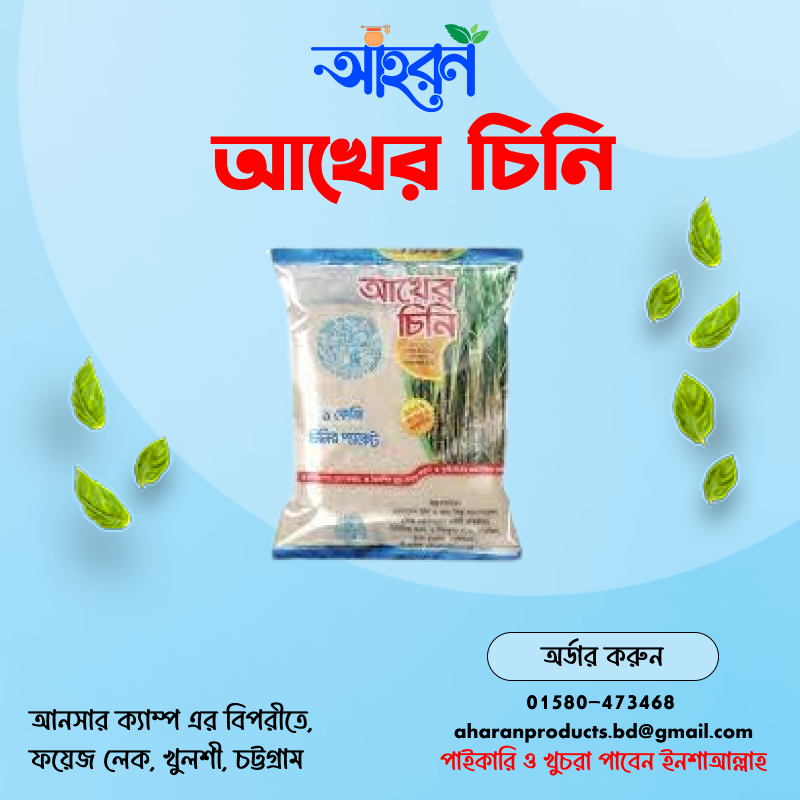 আহরন
আখের চিনি
আখের
চিনি
১ কেজি
চিনির প্যাকেট
অর্ডার করুন
01580-473468
aharanproducts.bd@gmail.com
পাইকারি ও খুচরা পাবেন ইনশাআল্লাহ
আনসার ক্যাম্প এর বিপরীতে,
ফয়েজ লেক, খুলশী, চট্টগ্রাম